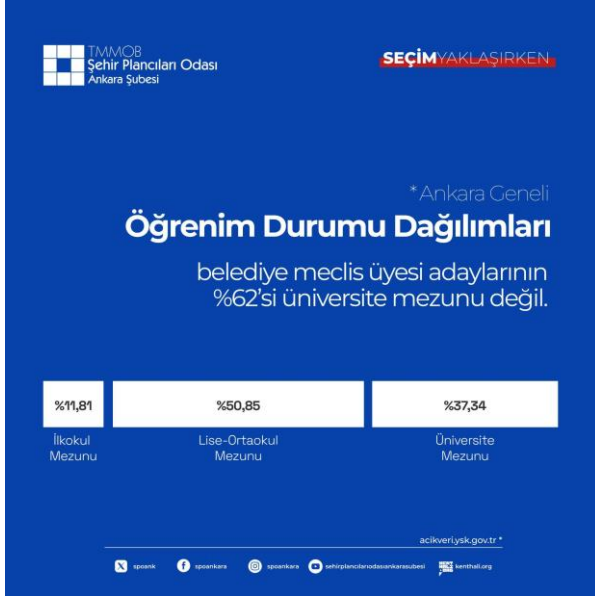 TMMOB
Şehir Plancıları Odası
Ankara Şubesi
SEÇİMYAKLAŞIRKEN
*Ankara Geneli
Öğrenim Durumu Dağılımları
belediye meclis üyesi adaylarının
%62'si üniversite mezunu değil.
%11,81
%50,85
%37,34
İlkokul
Mezunu
Lise-Ortaokul
Mezunu
Üniversite
Mezunu
acikveri.ysk.gov.tr *
spoank
spoankara
spoankara
sehirplancilariodasiankarasubesi
kenthali.org